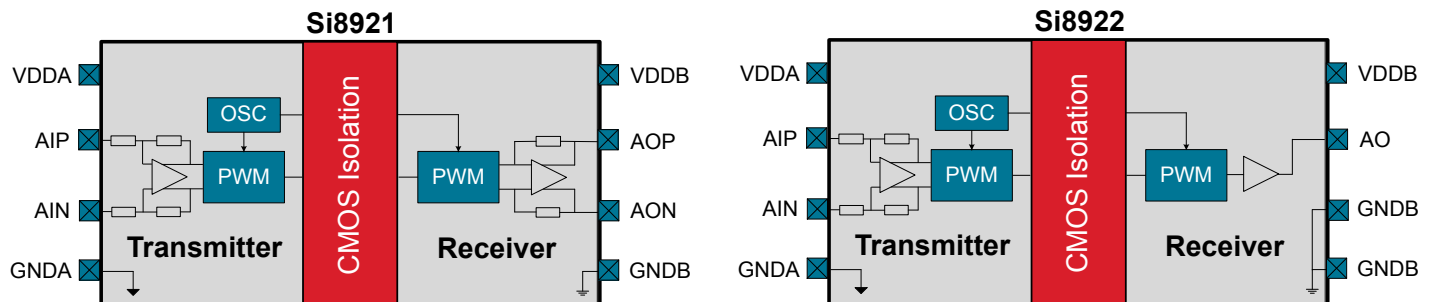 Si8921
VDDA
AIP
AIN
GNDA
OSC
PWM
Transmitter
CMOS Isolation
PWM
Receiver
VDDB
AOP
AON
GNDB
Si8922
VDDA
AIP
AIN
GNDA
OSC
PWM
Transmitter
CMOS Isolation
PWM
Receiver
VDDB
AO
GNDB
GNDB